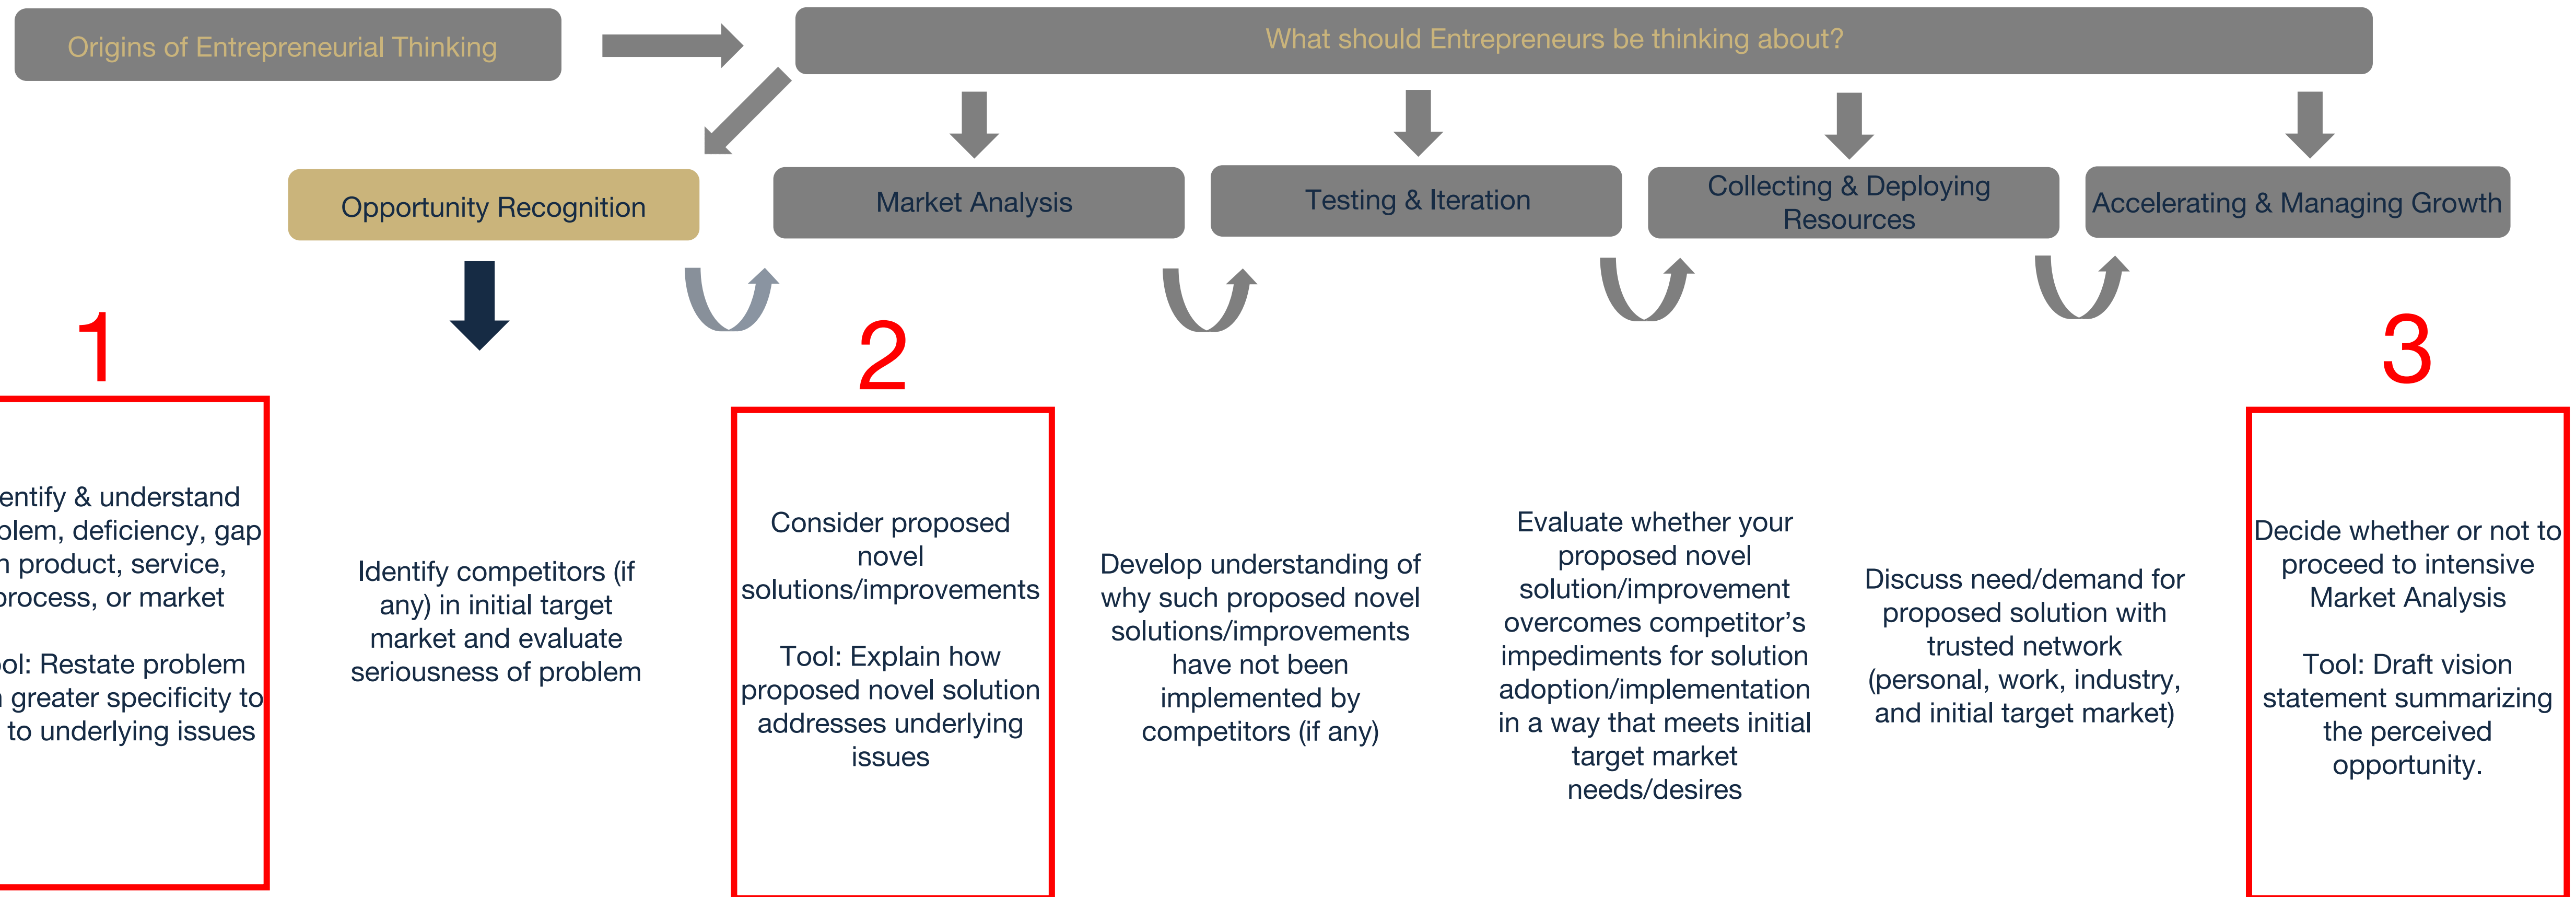 Origins of Entrepreneurial Thinking
What should Entrepreneurs be thinking about?
Opportunity Recognition
Market Analysis
Testing & Iteration
Collecting & Deploying
Resources
Accelerating & Managing Growth
1
2
3
entify & understand
blem, deficiency, gap
product, service,
process, or market
ol: Restate problem
greater specificity to
to underlying issues
Identify competitors (if
any) in initial target
market and evaluate
seriousness of problem
Consider proposed
novel
solutions/improvements
Tool: Explain how
proposed novel solution
addresses underlying
issues
Develop understanding of
why such proposed novel
solutions/improvements
have not been
implemented by
competitors (if any)
Evaluate whether your
proposed novel
solution/improvement
overcomes competitor’s
impediments for solution
adoption/implementation
in a way that meets initial
target market
needs/desires
Discuss need/demand for
proposed solution with
trusted network
(personal, work, industry,
and initial target market)
Decide whether or not to
proceed to intensive
Market Analysis
Tool: Draft vision
statement summarizing
the perceived
opportunity.